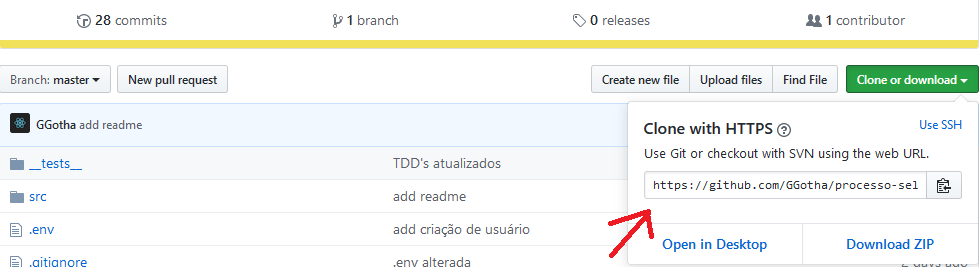 28 commits
1 branch
0 releases
1 contributor
Branch: master
New pull request
Create new file
Upload files
Find File
Clone or download
GGotha add readme
Clone with HTTPS
Use SSH
Use Git or checkout with SVN using the web URL.
__tests__
TDD's atualizados
https://github.com/GGotha/processo-sel
src
add readme
.env
add criação de usuário
Open in Desktop
Download ZIP
.gitignore
.env alterada
2 days ago